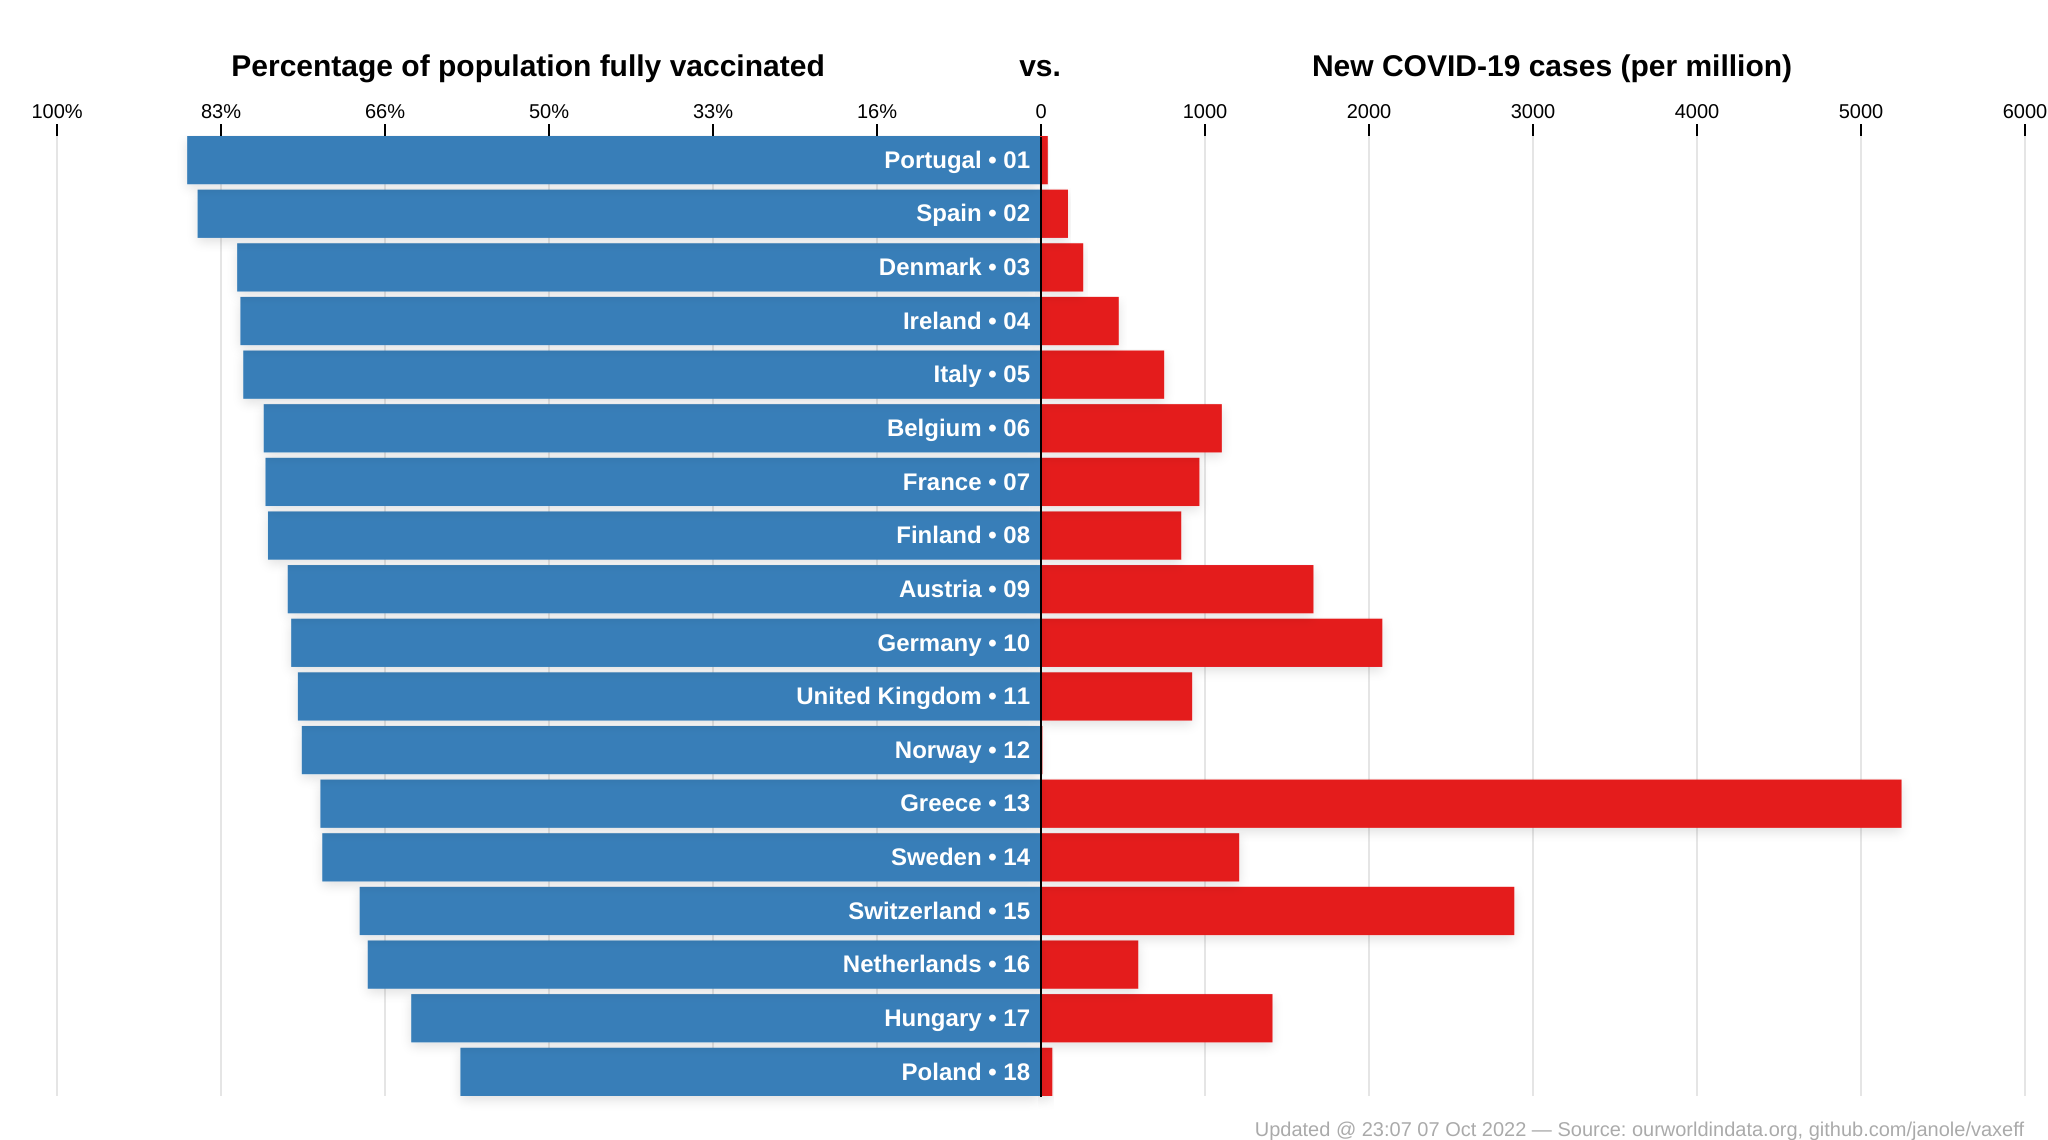 Percentage of population fully vaccinated vs. New COVID-19 cases (per million)
100% 83% 66% 50% 33% 16% 0 1000 2000 3000 4000 5000 6000
Portugal • 01
Spain • 02
Denmark • 03
Ireland • 04
Italy • 05
Belgium • 06
France • 07
Finland • 08
Austria • 09
Germany • 10
United Kingdom • 11
Norway • 12
Greece • 13
Sweden • 14
Switzerland • 15
Netherlands • 16
Hungary • 17
Poland • 18
Updated @ 23:07 07 Oct 2022 — Source: ourworldindata.org, github.com/janole/vaxeff